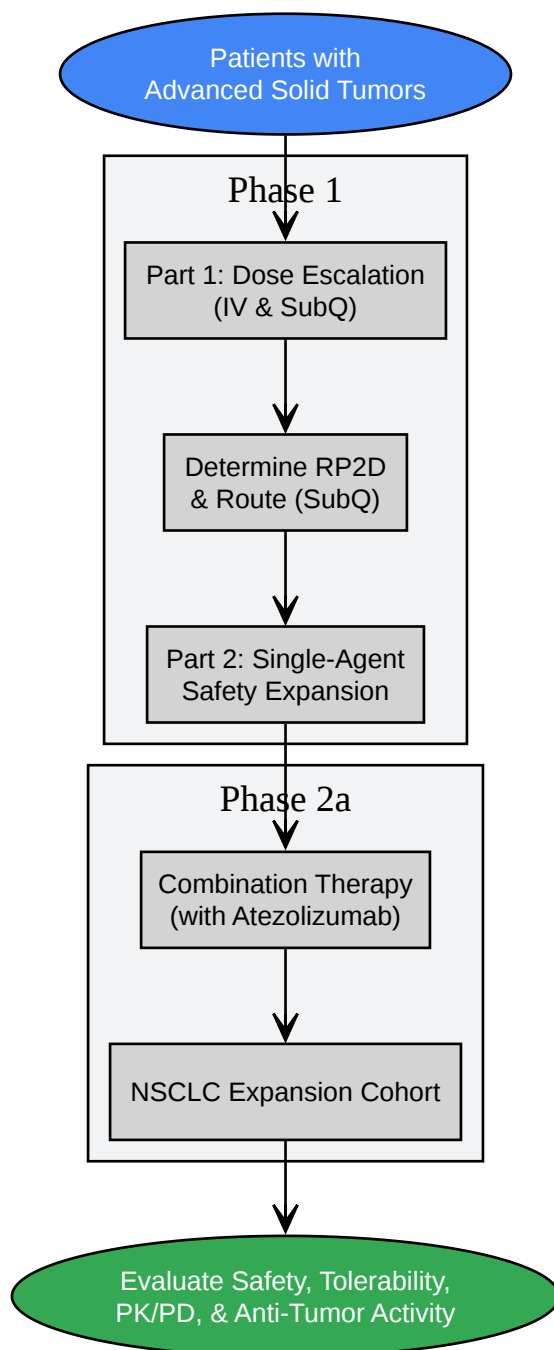 Patients with
Advanced Solid Tumors
Phase 1
Part 1: Dose Escalation
(IV & SubQ)
Determine RP2D
& Route (SubQ)
Part 2: Single-Agent
Safety Expansion
Phase 2a
Combination Therapy
(with Atezolizumab)
NSCLC Expansion Cohort
Evaluate Safety, Tolerability,
PK/PD, & Anti-Tumor Activity